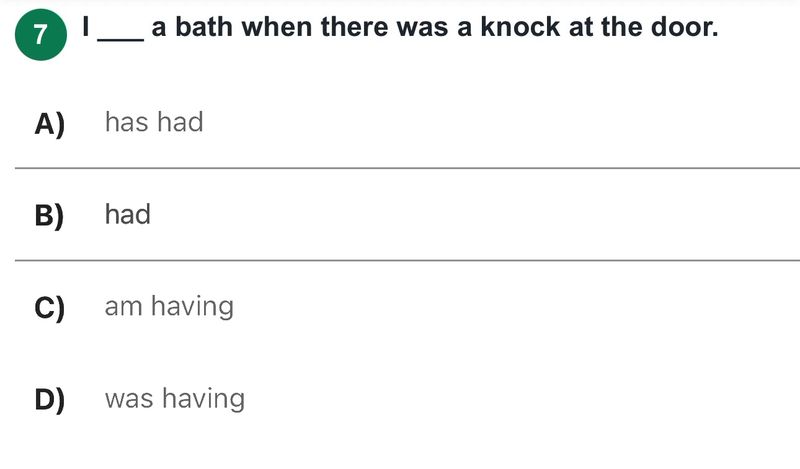 7 I ___ a bath when there was a knock at the door.
A) has had
B) had
C) am having
D) was having